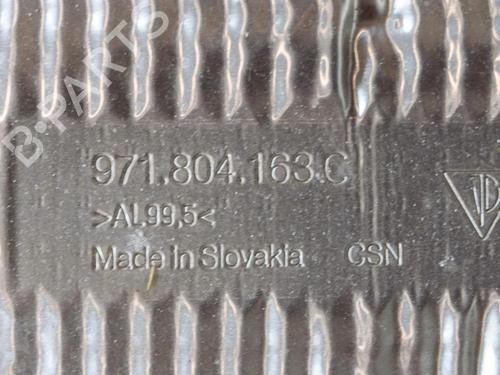 B-PARTS
971.804.163.C
>AL99,5<
Made in Slovakia CSN